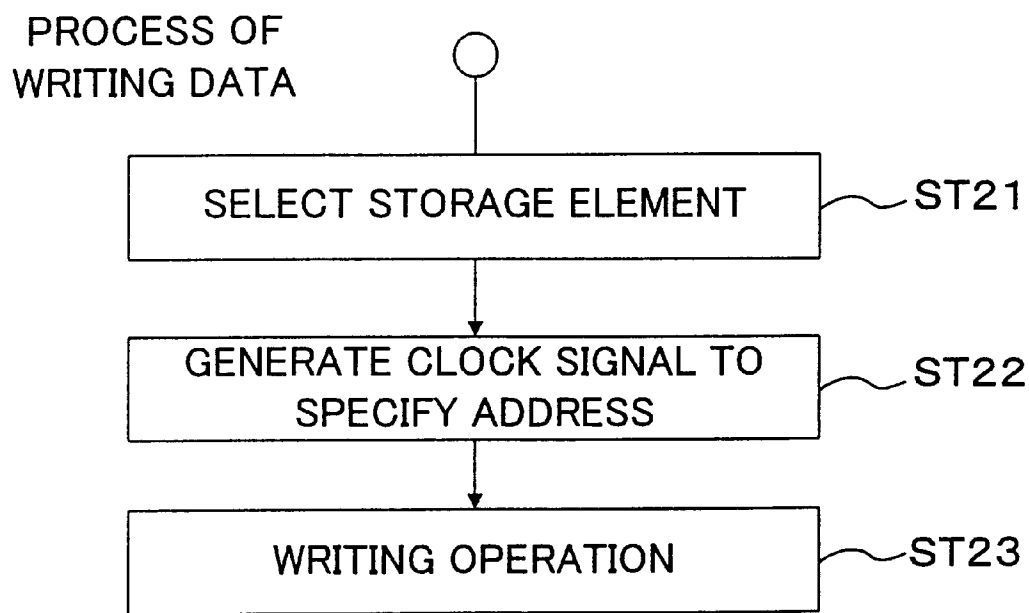 PROCESS OF
WRITING DATA
SELECT STORAGE ELEMENT
ST21
GENERATE CLOCK SIGNAL TO
SPECIFY ADDRESS
ST22
WRITING OPERATION
ST23